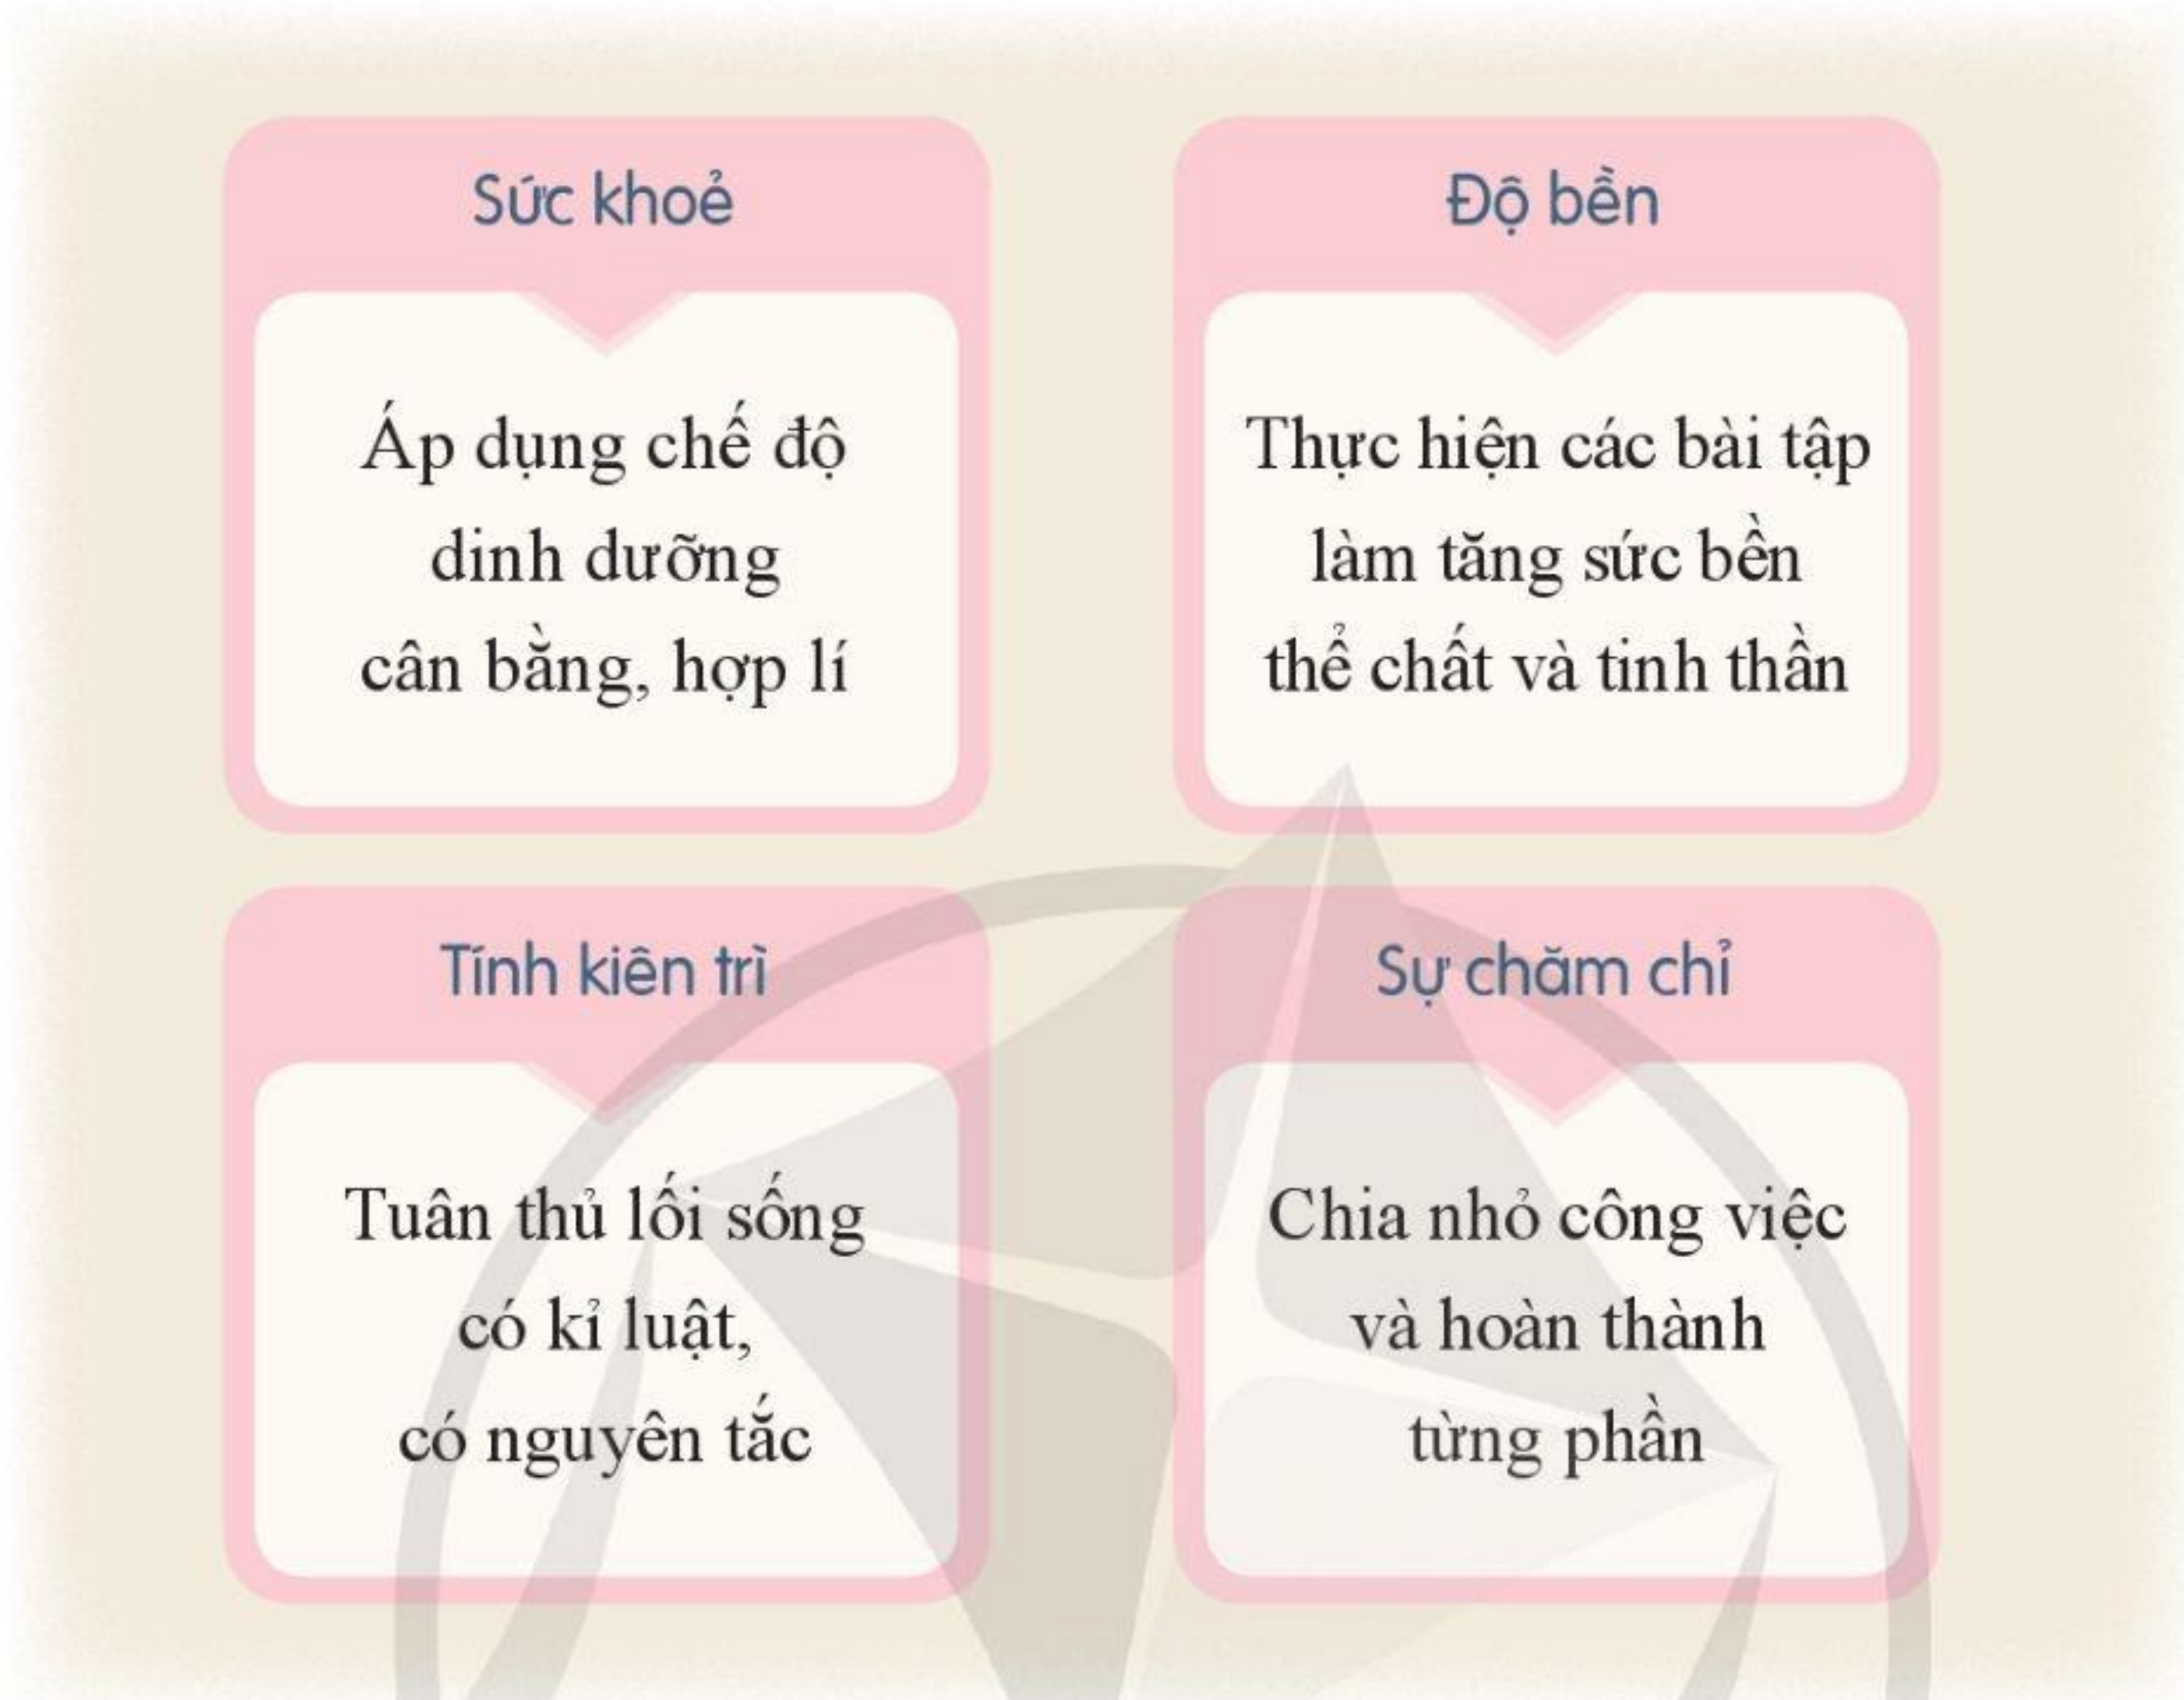 Sức khoẻ
Áp dụng chế độ
dinh dưỡng
cân bằng, hợp lí
Độ bền
Thực hiện các bài tập
làm tăng sức bền
thể chất và tinh thần
Tính kiên trì
Tuân thủ lối sống
có kỉ luật,
có nguyên tắc
Sự chăm chỉ
Chia nhỏ công việc
và hoàn thành
từng phần